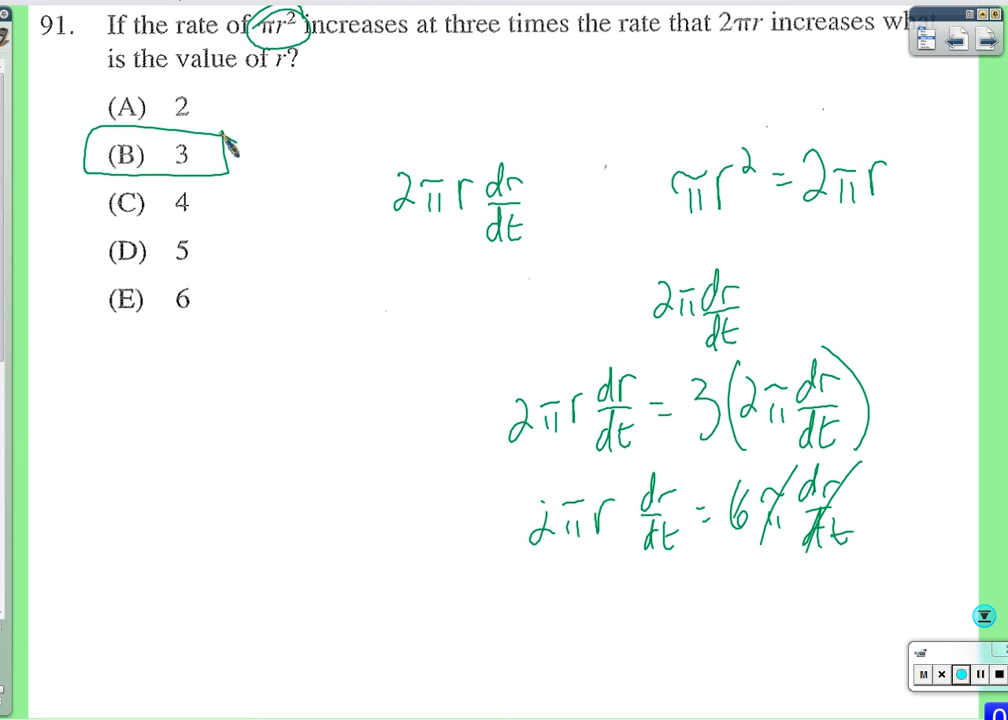 91. If the rate of πr² increases at three times the rate that 2πr increases
is the value of r?
(A) 2
(B) 3
(C) 4
(D) 5
(E) 6
2πr dr/dt
πr² = 2πr
2π dr/dt
2πr dr/dt = 3(2π dr/dt)
2πr dr/dt = 6π dr/dt
M